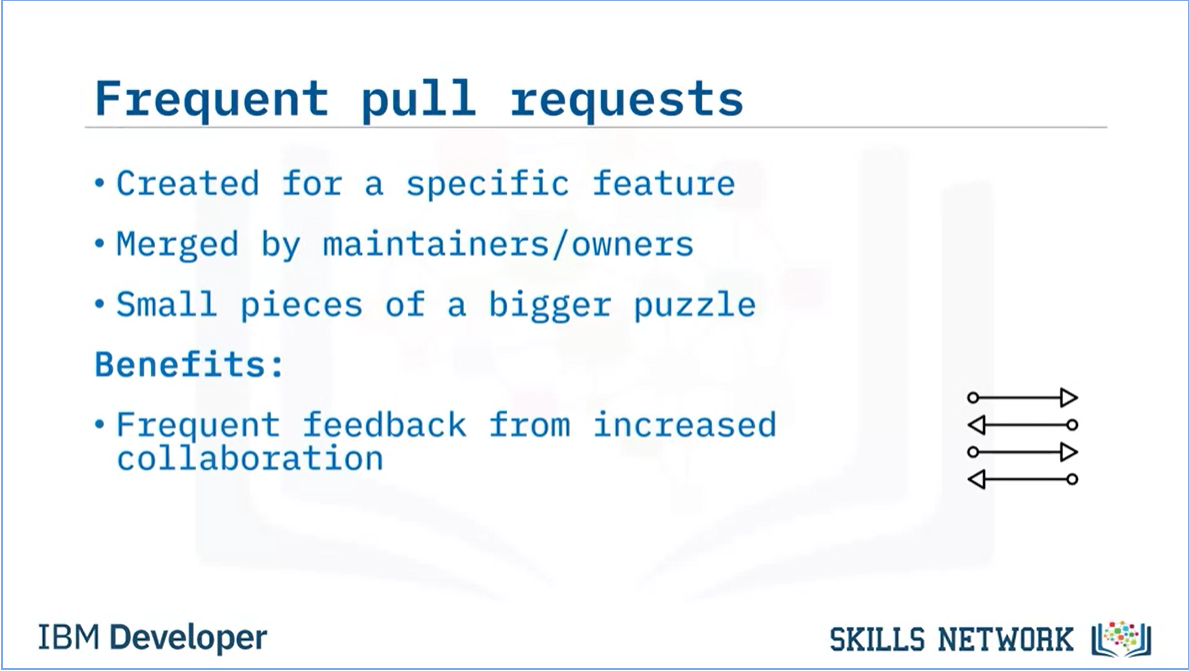 Frequent pull requests
• Created for a specific feature
• Merged by maintainers/owners
• Small pieces of a bigger puzzle
Benefits:
• Frequent feedback from increased
collaboration
IBM Developer
SKILLS NETWORK